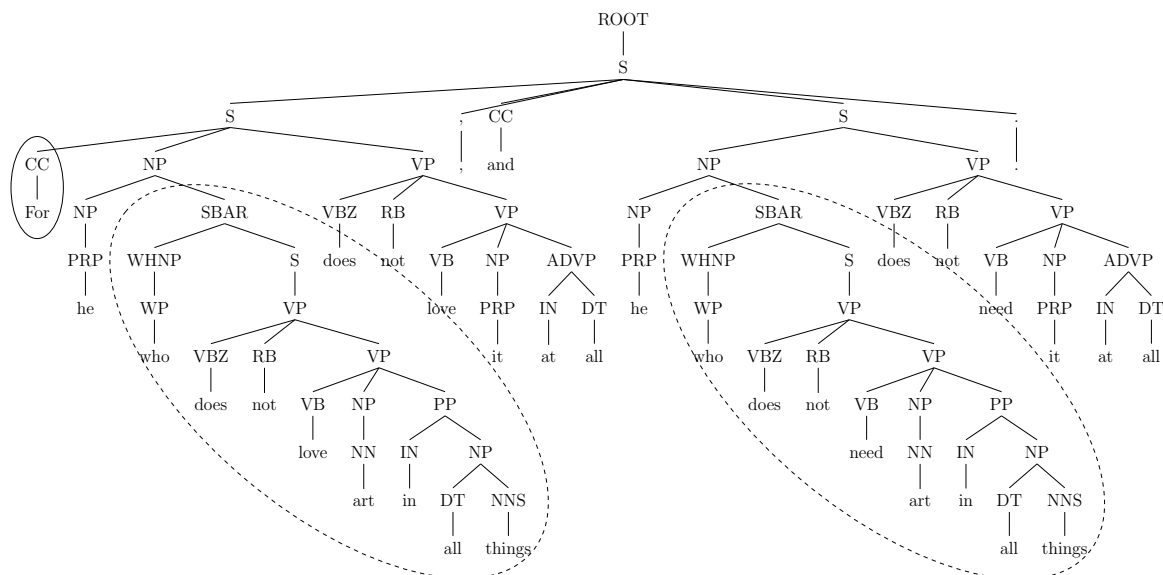 ROOT
S
S , CC S .
CC NP VP , and NP VP .
For NP SBAR VBZ RB VP NP SBAR VBZ RB VP
PRP WHNP S does not VB NP ADVP PRP WHNP S does not VB NP ADVP
he WP VP love PRP IN DT he WP VP need PRP IN DT
who VBZ RB VP it at all who VBZ RB VP it at all
does not VB NP PP does not VB NP PP
love NN IN NP need NN IN NP
art in DT NNS art in DT NNS
all things all things